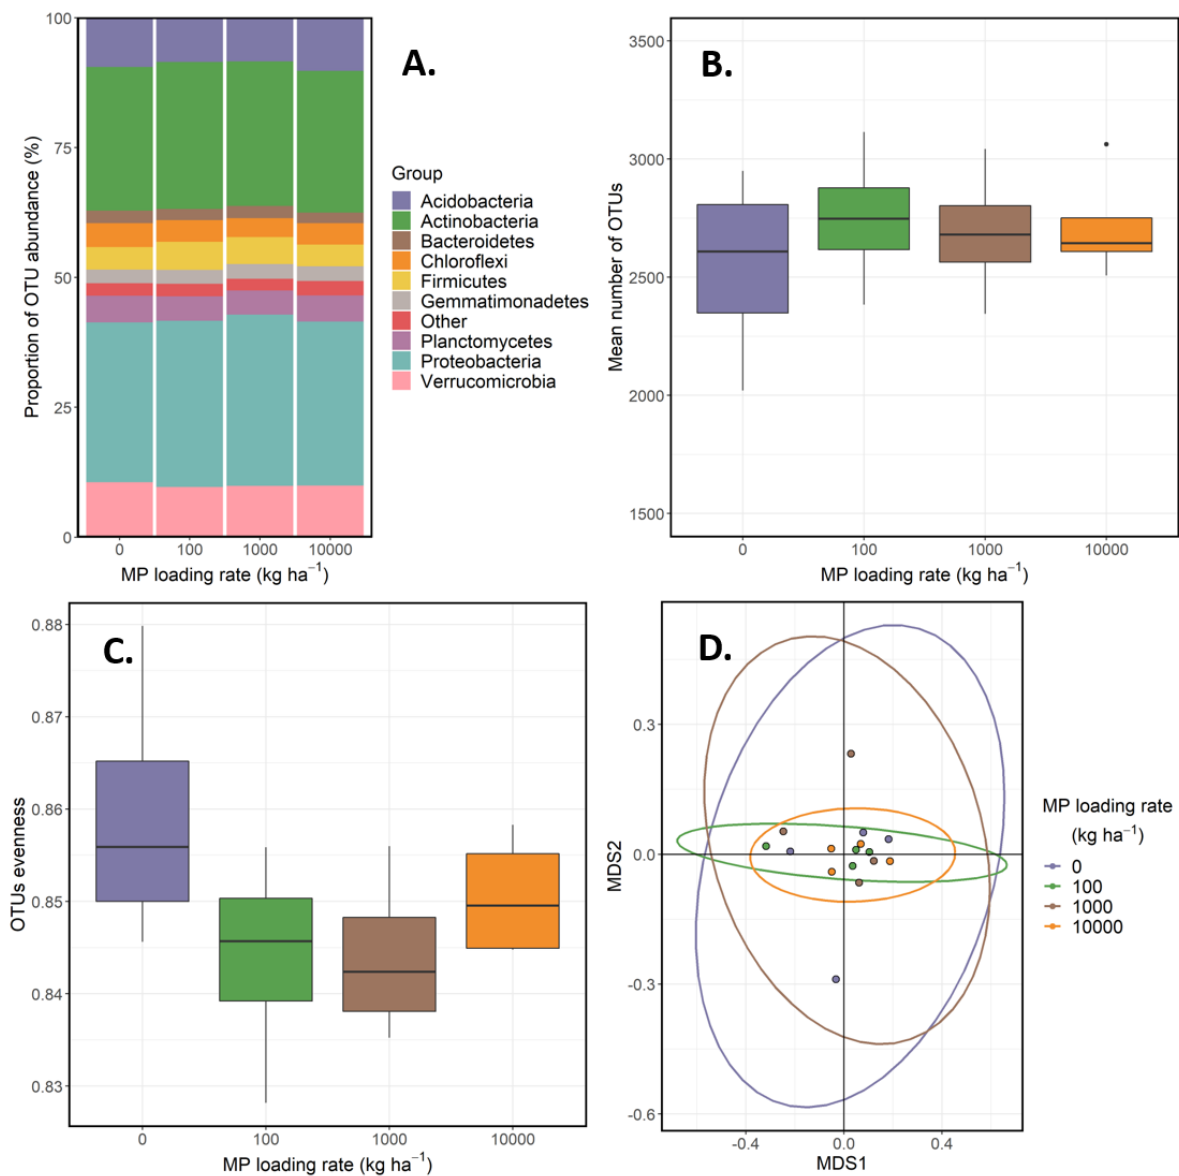 A.
Proportion of OTU abundance (%)
100
75
50
25
0
0 100 1000 10000
MP loading rate (kg ha⁻¹)
Group
Acidobacteria
Actinobacteria
Bacteroidetes
Chloroflexi
Firmicutes
Gemmatimonadetes
Other
Planctomycetes
Proteobacteria
Verrucomicrobia
B.
Mean number of OTUs
3500
3000
2500
2000
1500
0 100 1000 10000
MP loading rate (kg ha⁻¹)
C.
OTUs evenness
0.88
0.87
0.86
0.85
0.84
0.83
0 100 1000 10000
MP loading rate (kg ha⁻¹)
D.
MDS2
0.3
0.0
-0.3
-0.6
-0.4 0.0 0.4
MDS1
MP loading rate
(kg ha⁻¹)
0
100
1000
10000